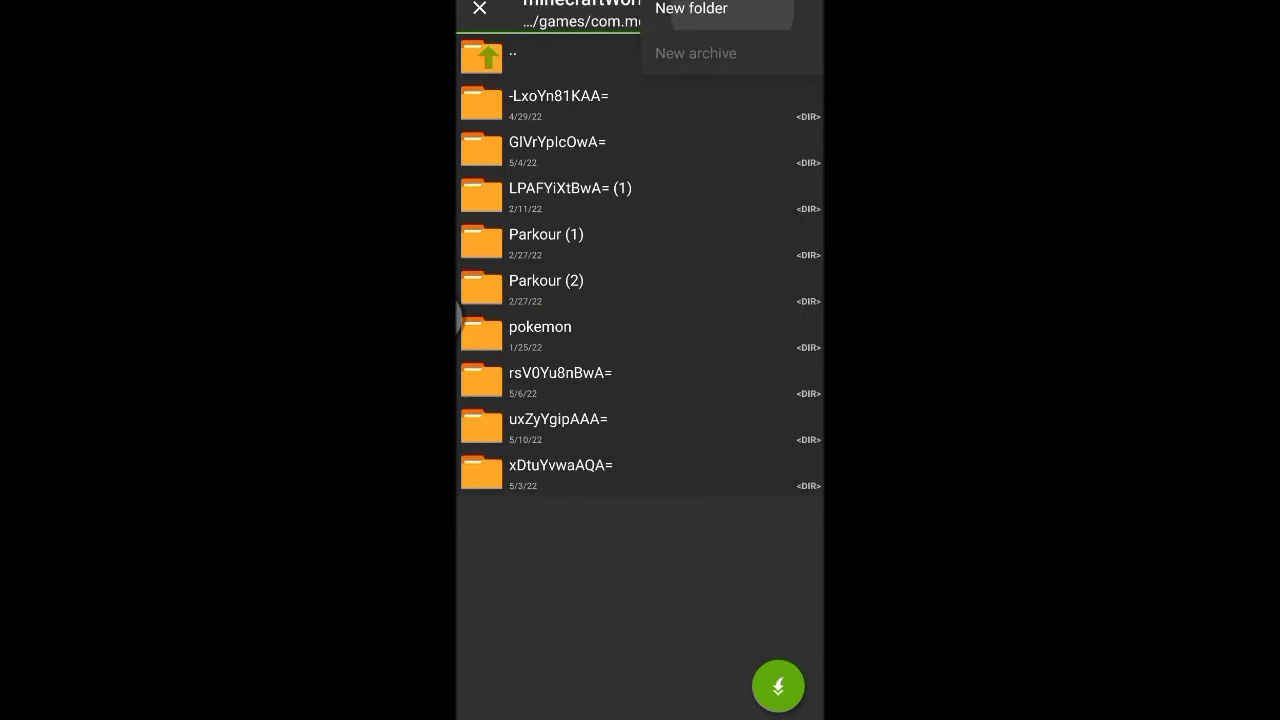 New folder
…/games/com.m
New archive
..
-LxoYn81KAA=
4/29/22
<DIR>
GlVrYpIcOwA=
5/4/22
<DIR>
LPAFYiXtBwA= (1)
2/11/22
<DIR>
Parkour (1)
2/27/22
<DIR>
Parkour (2)
2/27/22
<DIR>
pokemon
1/25/22
<DIR>
rsV0Yu8nBwA=
5/6/22
<DIR>
uxZyYgipAAA=
5/10/22
<DIR>
xDtuYvwaAQA=
5/3/22
<DIR>